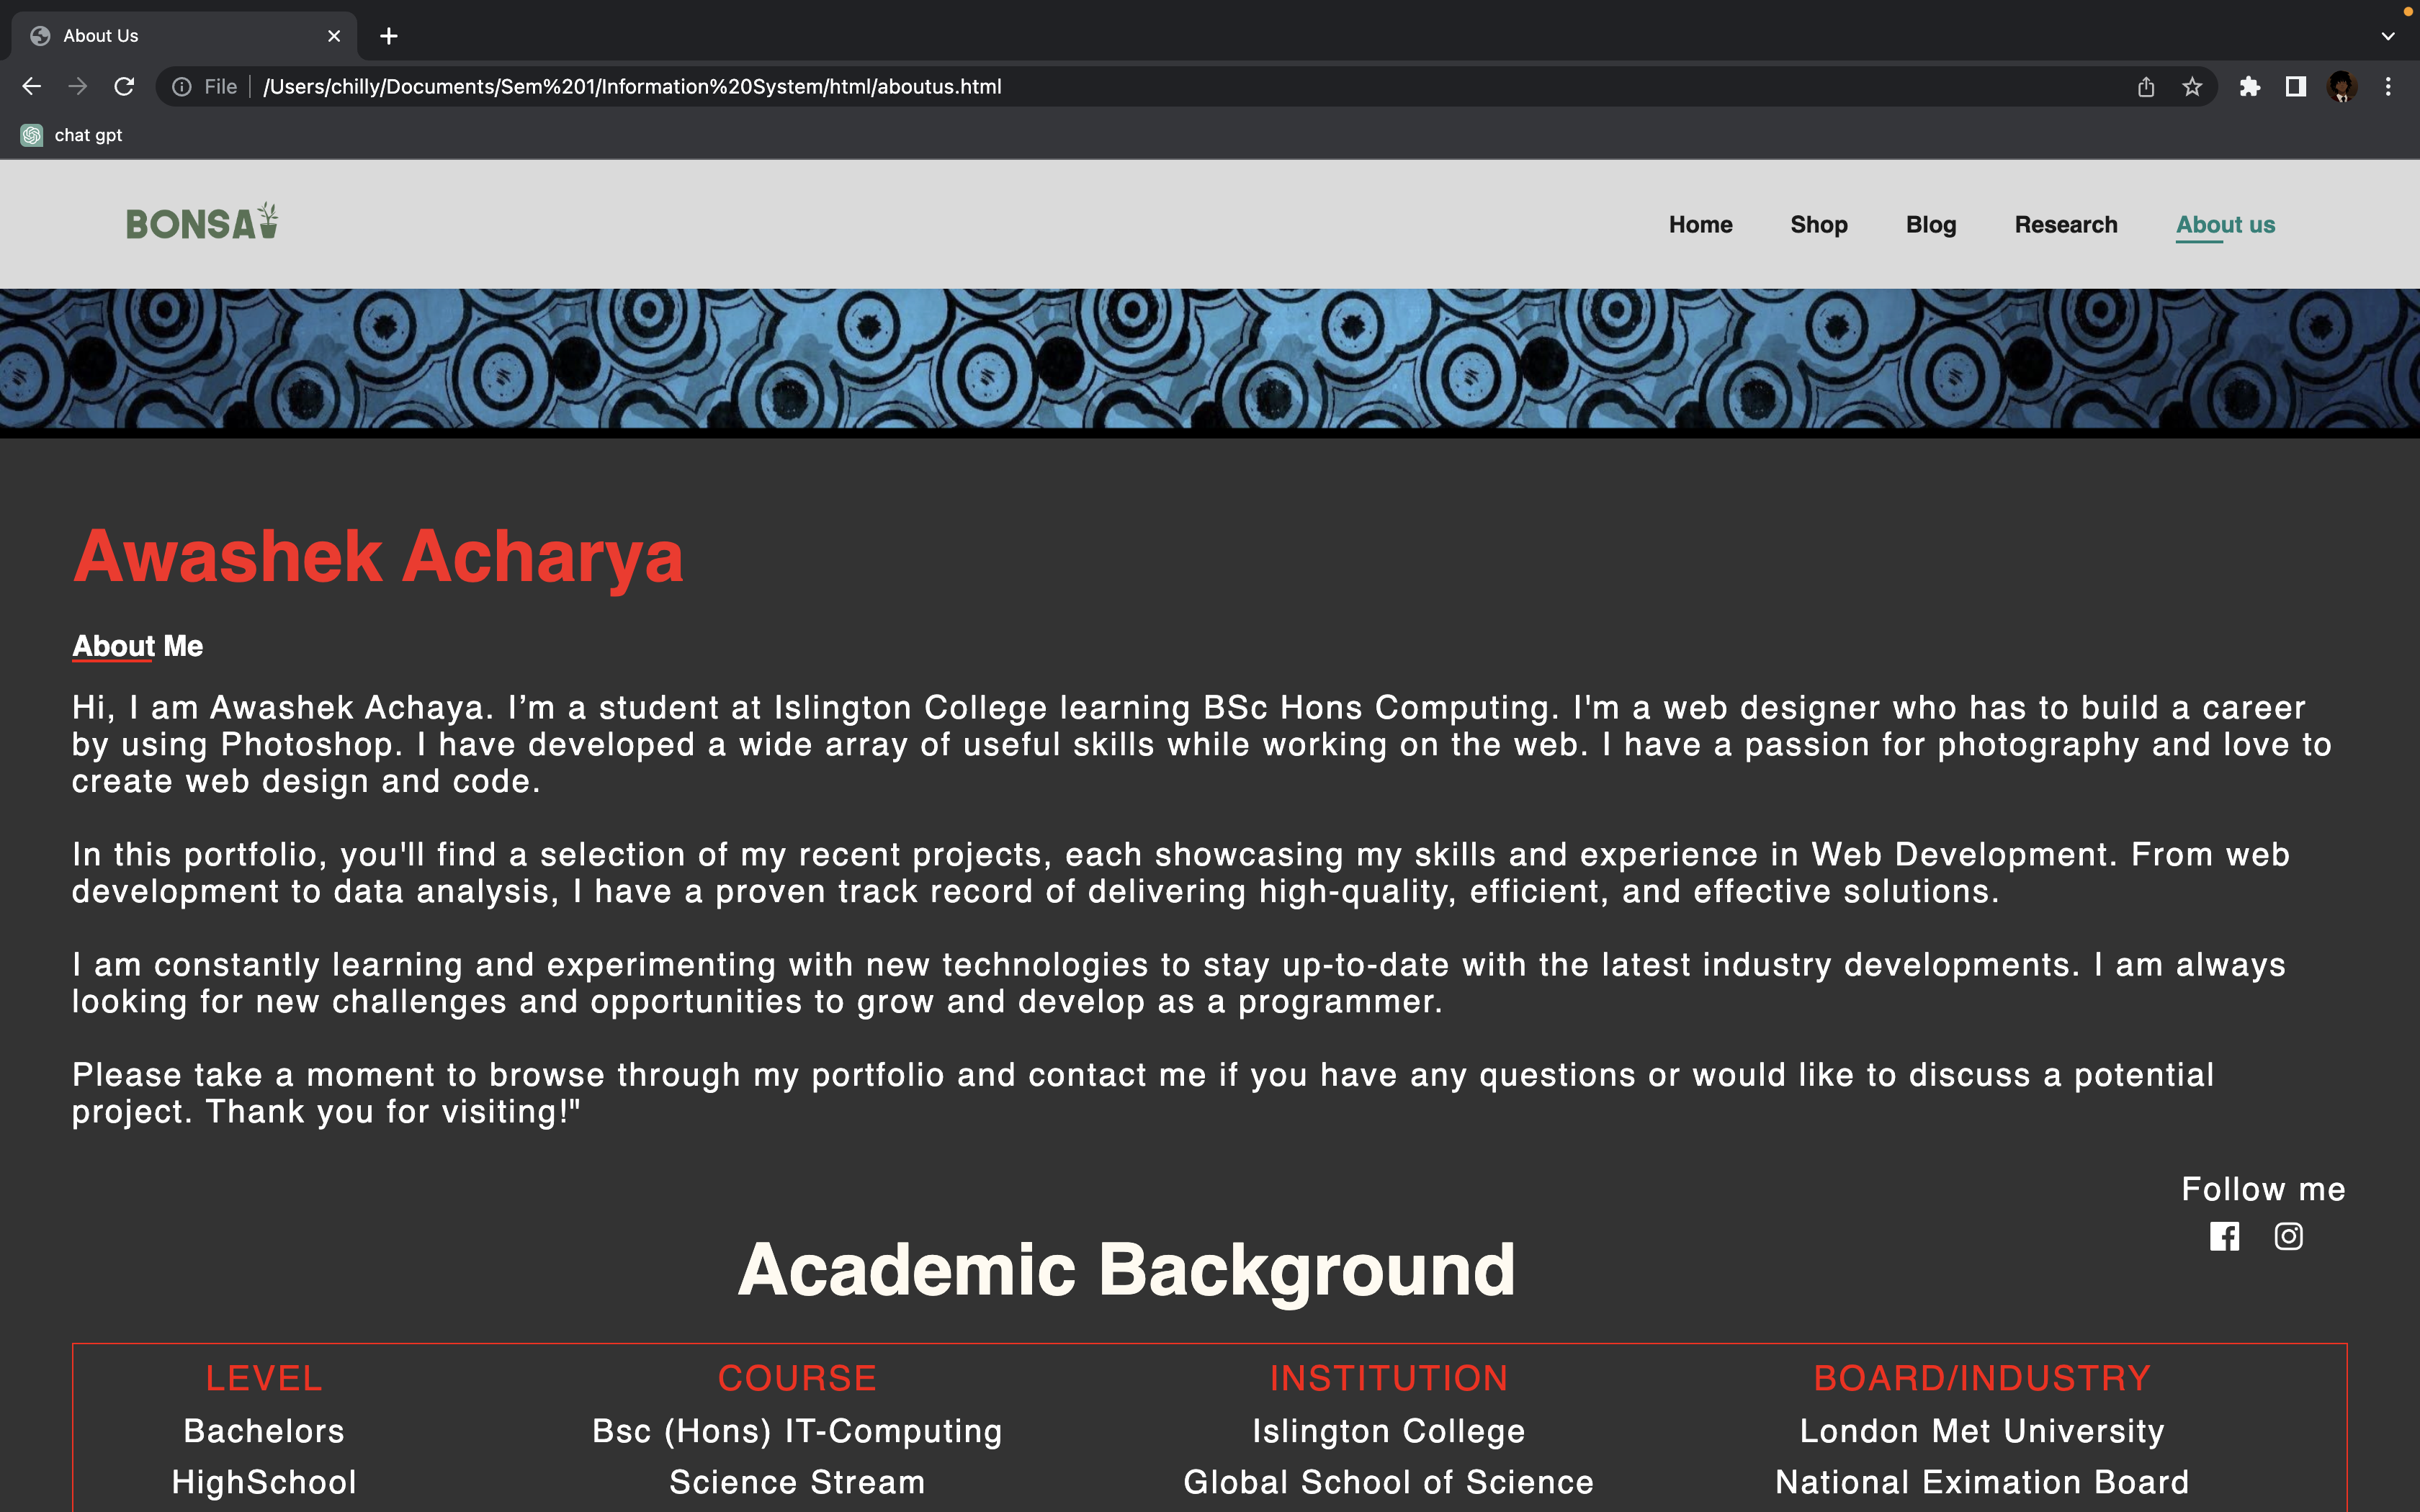 About Us
File /Users/chilly/Documents/Sem%201/Information%20System/html/aboutus.html
chat gpt
BONSA
Home Shop Blog Research About us
Awashek Acharya
About Me
Hi, I am Awashek Achaya. I’m a student at Islington College learning BSc Hons Computing. I'm a web designer who has to build a career
by using Photoshop. I have developed a wide array of useful skills while working on the web. I have a passion for photography and love to
create web design and code.
In this portfolio, you'll find a selection of my recent projects, each showcasing my skills and experience in Web Development. From web
development to data analysis, I have a proven track record of delivering high-quality, efficient, and effective solutions.
I am constantly learning and experimenting with new technologies to stay up-to-date with the latest industry developments. I am always
looking for new challenges and opportunities to grow and develop as a programmer.
Please take a moment to browse through my portfolio and contact me if you have any questions or would like to discuss a potential
project. Thank you for visiting!"
Follow me
Academic Background
LEVEL COURSE INSTITUTION BOARD/INDUSTRY
Bachelors Bsc (Hons) IT-Computing Islington College London Met University
HighSchool Science Stream Global School of Science National Eximation Board